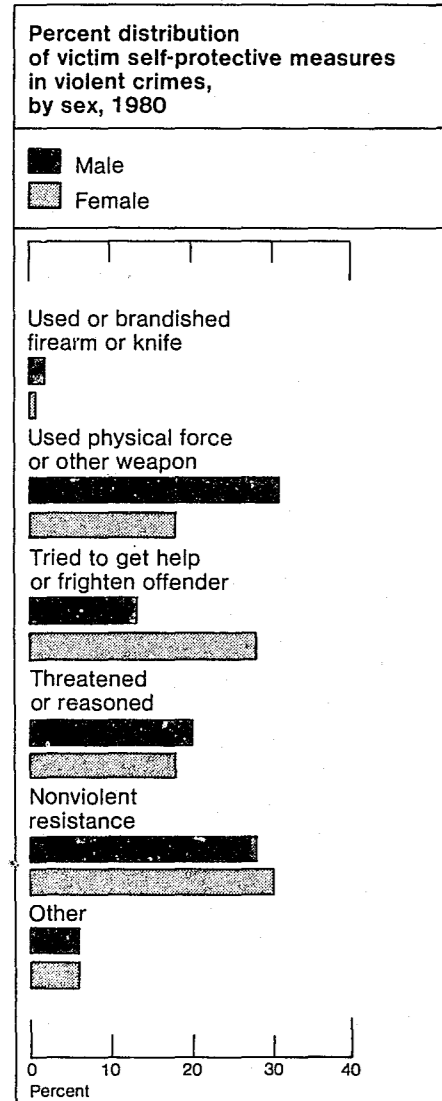 Percent distribution
of victim self-protective measures
in violent crimes,
by sex, 1980
Male
Female
Used or brandished
firearm or knife
Used physical force
or other weapon
Tried to get help
or frighten offender
Threatened
or reasoned
Nonviolent
resistance
Other
0 10 20 30 40
Percent